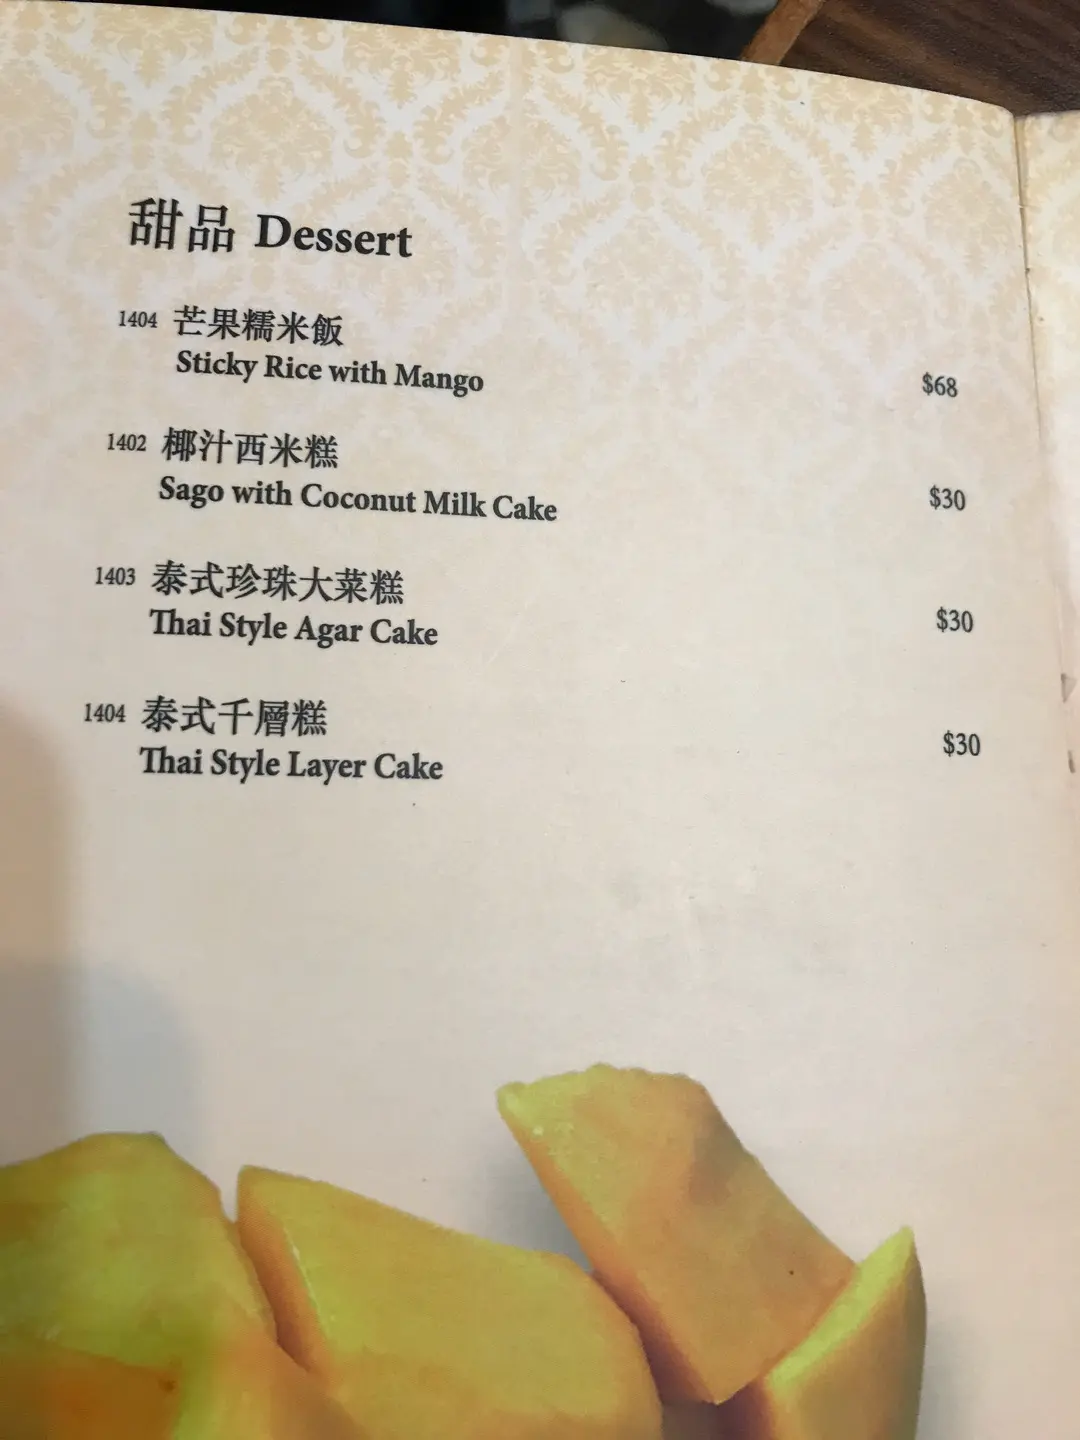 甜品 Dessert
1404 芒果糯米飯
Sticky Rice with Mango $68
1402 椰汁西米糕
Sago with Coconut Milk Cake $30
1403 泰式珍珠大菜糕
Thai Style Agar Cake $30
1404 泰式千層糕
Thai Style Layer Cake $30